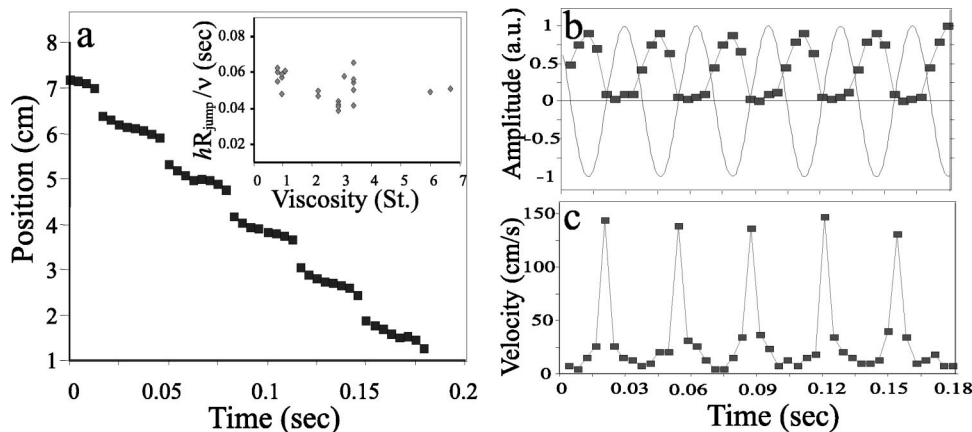 a
8
7
6
5
4
3
2
1
Position (cm)
0
0.05
0.1
0.15
0.2
Time (sec)
hR_jump/ν (sec)
0.08
0.06
0.04
0.02
0 1 2 3 4 5 6 7
Viscosity (St.)
b
Amplitude (a.u.)
1
0.5
0
-0.5
-1
c
Velocity (cm/s)
150
100
50
0
0 0.03 0.06 0.09 0.12 0.15 0.18
Time (sec)